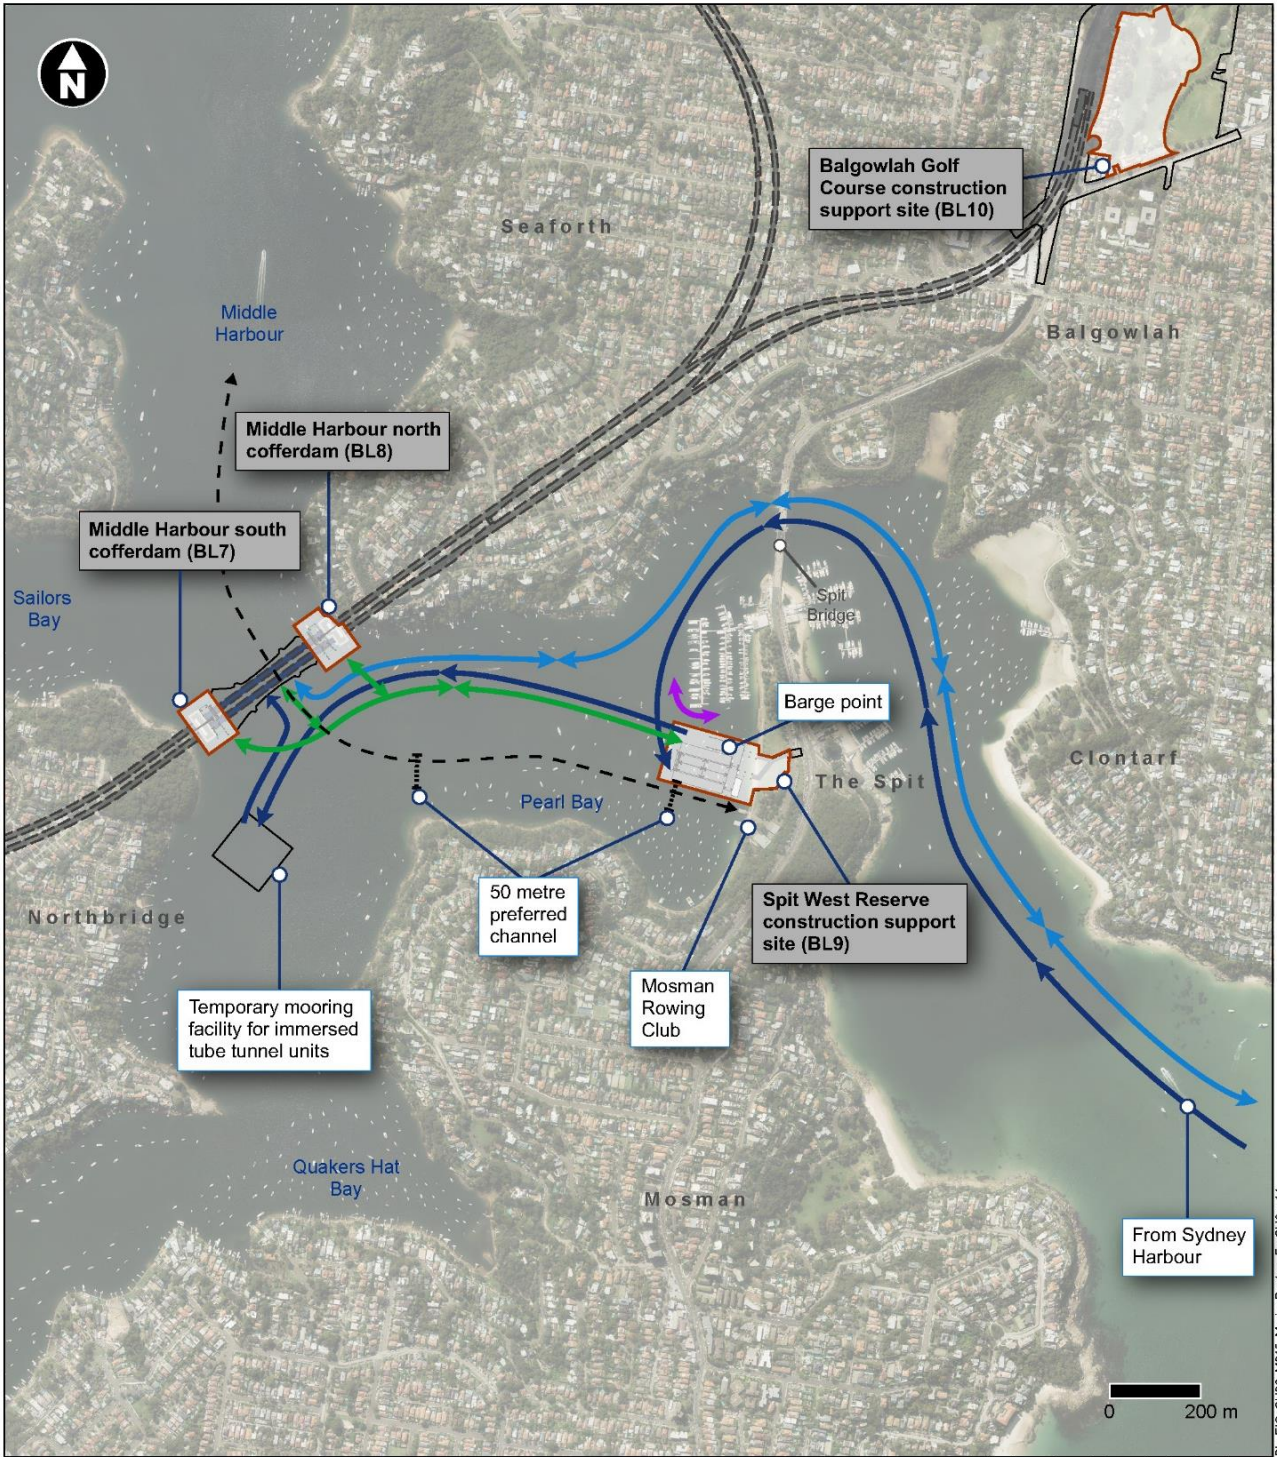 N
Balgowlah Golf
Course construction
support site (BL10)
Seaforth
Middle
Harbour
Balgowlah
Middle Harbour north
cofferdam (BL8)
Middle Harbour south
cofferdam (BL7)
Sailors
Bay
Spit
Bridge
Barge point
Clontarf
The Spit
Pearl Bay
50 metre
preferred
channel
Spit West Reserve
construction support
site (BL9)
Northbridge
Mosman
Rowing
Club
Temporary mooring
facility for immersed
tube tunnel units
Quakers Hat
Bay
Mosman
From Sydney
Harbour
0 200 m